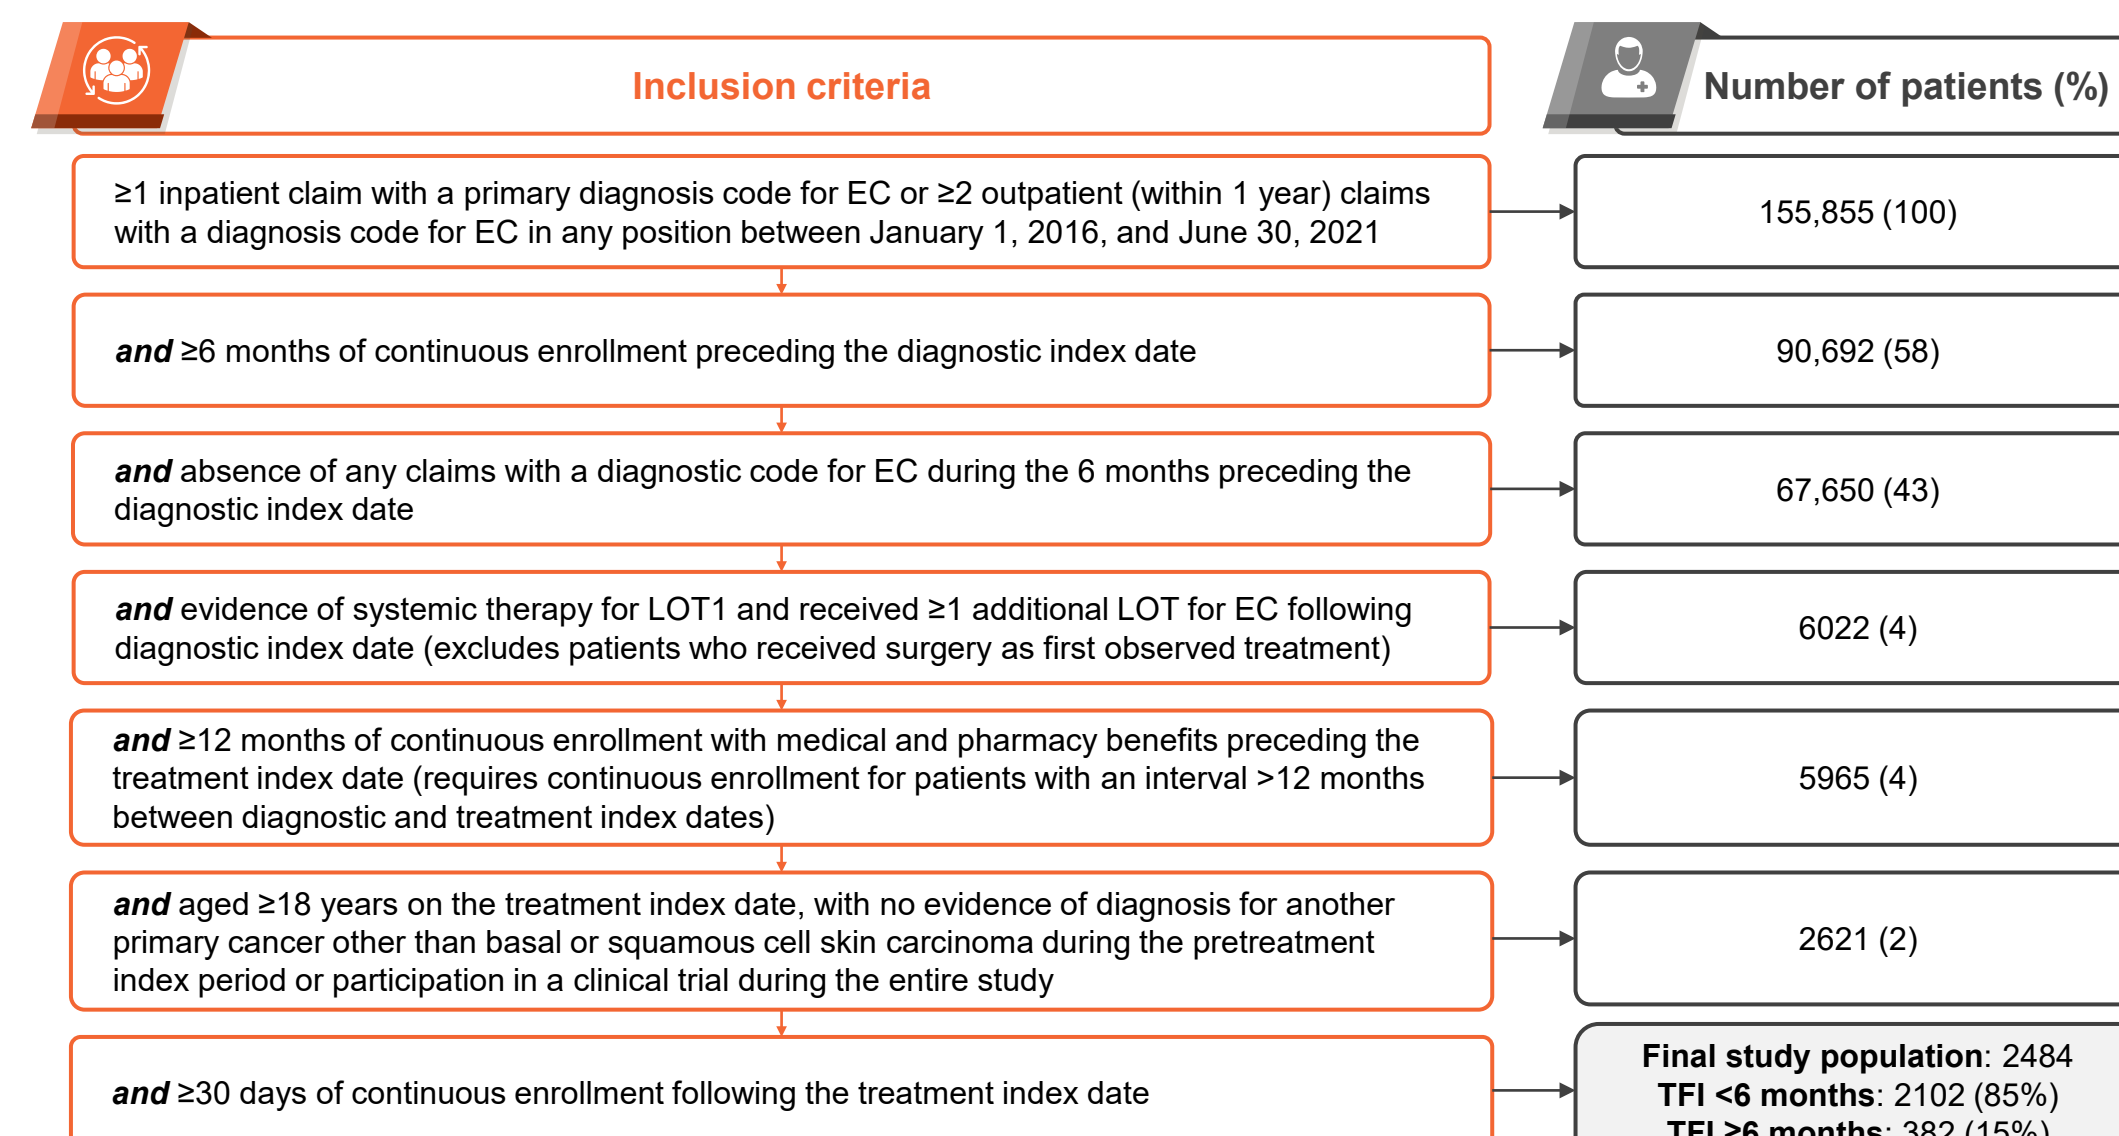 Inclusion criteria
Number of patients (%)
≥1 inpatient claim with a primary diagnosis code for EC or ≥2 outpatient (within 1 year) claims
with a diagnosis code for EC in any position between January 1, 2016, and June 30, 2021
155,855 (100)
and ≥6 months of continuous enrollment preceding the diagnostic index date
90,692 (58)
and absence of any claims with a diagnostic code for EC during the 6 months preceding the
diagnostic index date
67,650 (43)
and evidence of systemic therapy for LOT1 and received ≥1 additional LOT for EC following
diagnostic index date (excludes patients who received surgery as first observed treatment)
6022 (4)
and ≥12 months of continuous enrollment with medical and pharmacy benefits preceding the
treatment index date (requires continuous enrollment for patients with an interval >12 months
between diagnostic and treatment index dates)
5965 (4)
and aged ≥18 years on the treatment index date, with no evidence of diagnosis for another
primary cancer other than basal or squamous cell skin carcinoma during the pretreatment
index period or participation in a clinical trial during the entire study
2621 (2)
and ≥30 days of continuous enrollment following the treatment index date
Final study population: 2484
TFI <6 months: 2102 (85%)
TFI ≥6 months: 382 (15%)